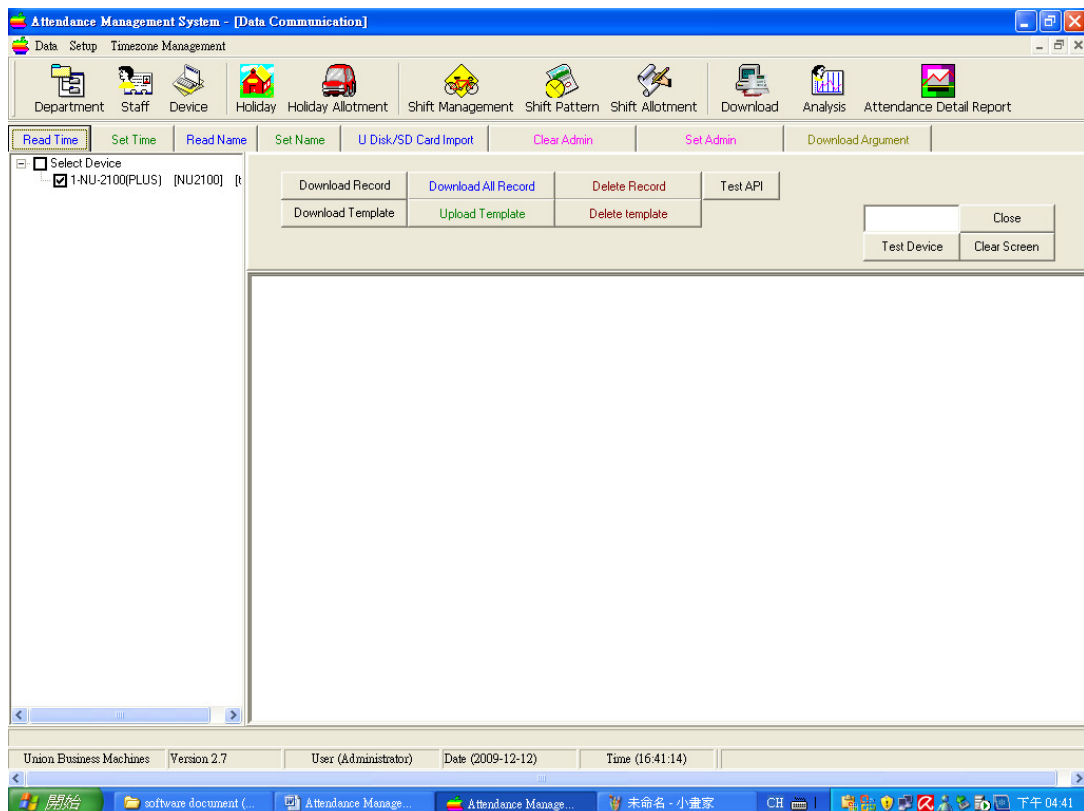 Attendance Management System - [Data Communication]
Data Setup Timezone Management
Department Staff Device Holiday Holiday Allotment Shift Management Shift Pattern Shift Allotment Download Analysis Attendance Detail Report
Read Time Set Time Read Name Set Name U Disk/SD Card Import Clear Admin Set Admin Download Argument
Select Device
1-NU-2100(PLUS) [NU2100] [t
Download Record Download All Record Delete Record Test API
Download Template Upload Template Delete template
Close
Test Device Clear Screen
Union Business Machines Version 2.7 User (Administrator) Date (2009-12-12) Time (16:41:14)
開始 software document (... Attendance Manage... Attendance Manage... 未命名 - 小畫家 CH 下午 04:41